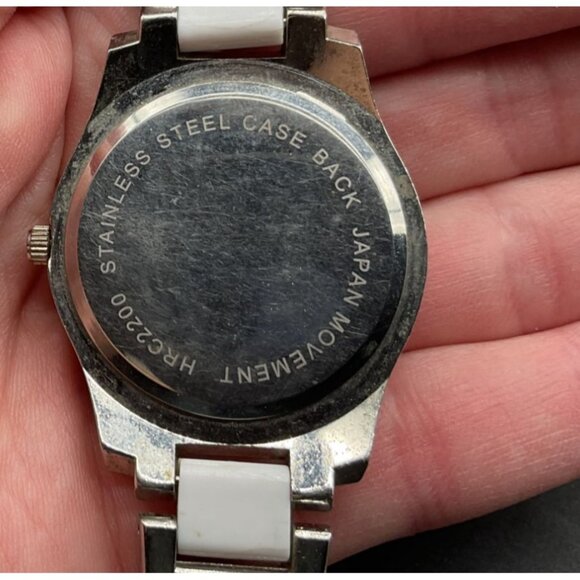 STAINLESS STEEL CASE BACK JAPAN MOVEMENT HRC2200